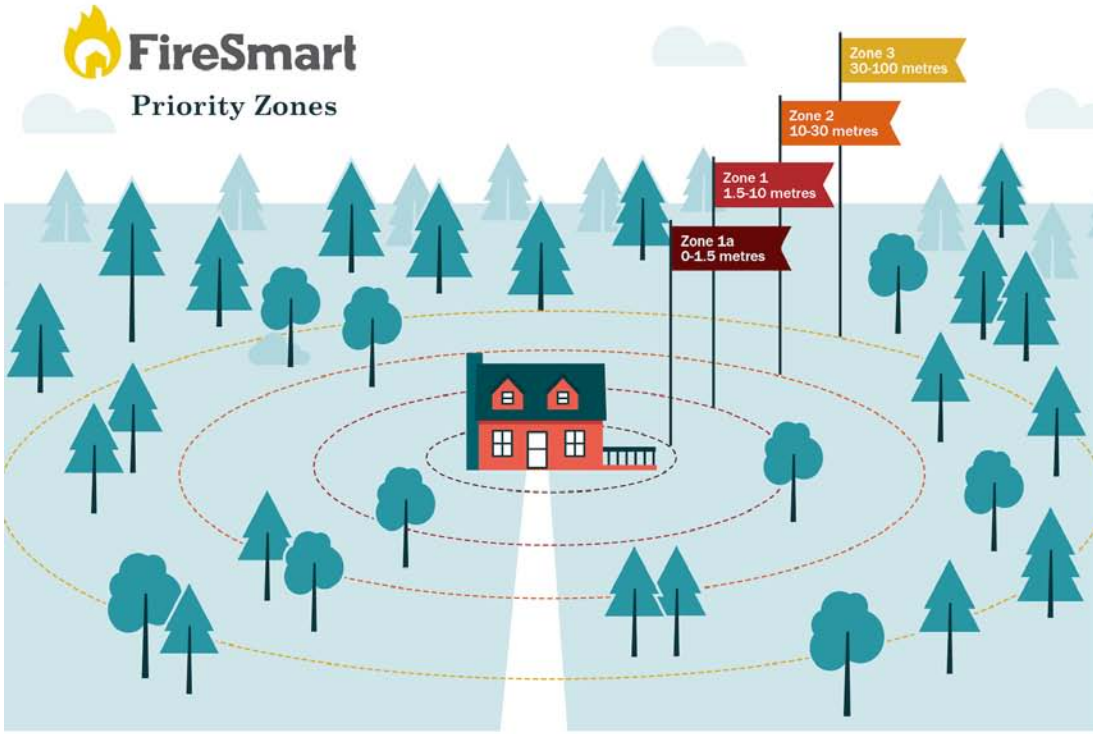 FireSmart
Priority Zones
Zone 3
30-100 metres
Zone 2
10-30 metres
Zone 1
1.5-10 metres
Zone 1a
0-1.5 metres